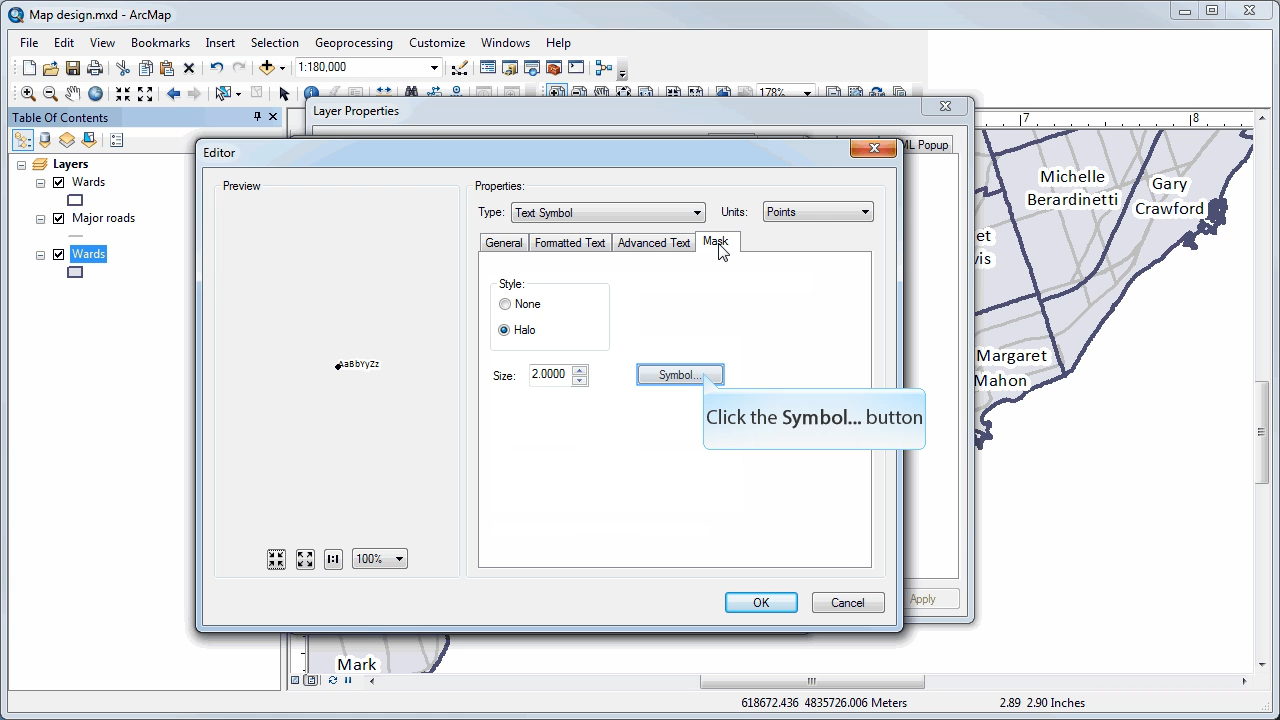 Map design.mxd - ArcMap
File Edit View Bookmarks Insert Selection Geoprocessing Customize Windows Help
1:180,000
178%
Table Of Contents
Layers
Wards
Major roads
Wards
Layer Properties
ML Popup
Editor
Preview
AaBbYyZz
100%
Properties:
Type: Text Symbol Units: Points
General Formatted Text Advanced Text Mask
Style:
None
Halo
Size: 2.0000 Symbol...
Click the Symbol... button
OK Cancel
Apply
7 8
Michelle
Berardinetti
Gary
Crawford
et
vis
Margaret
Mahon
Mark
618672.436 4835726.006 Meters 2.89 2.90 Inches